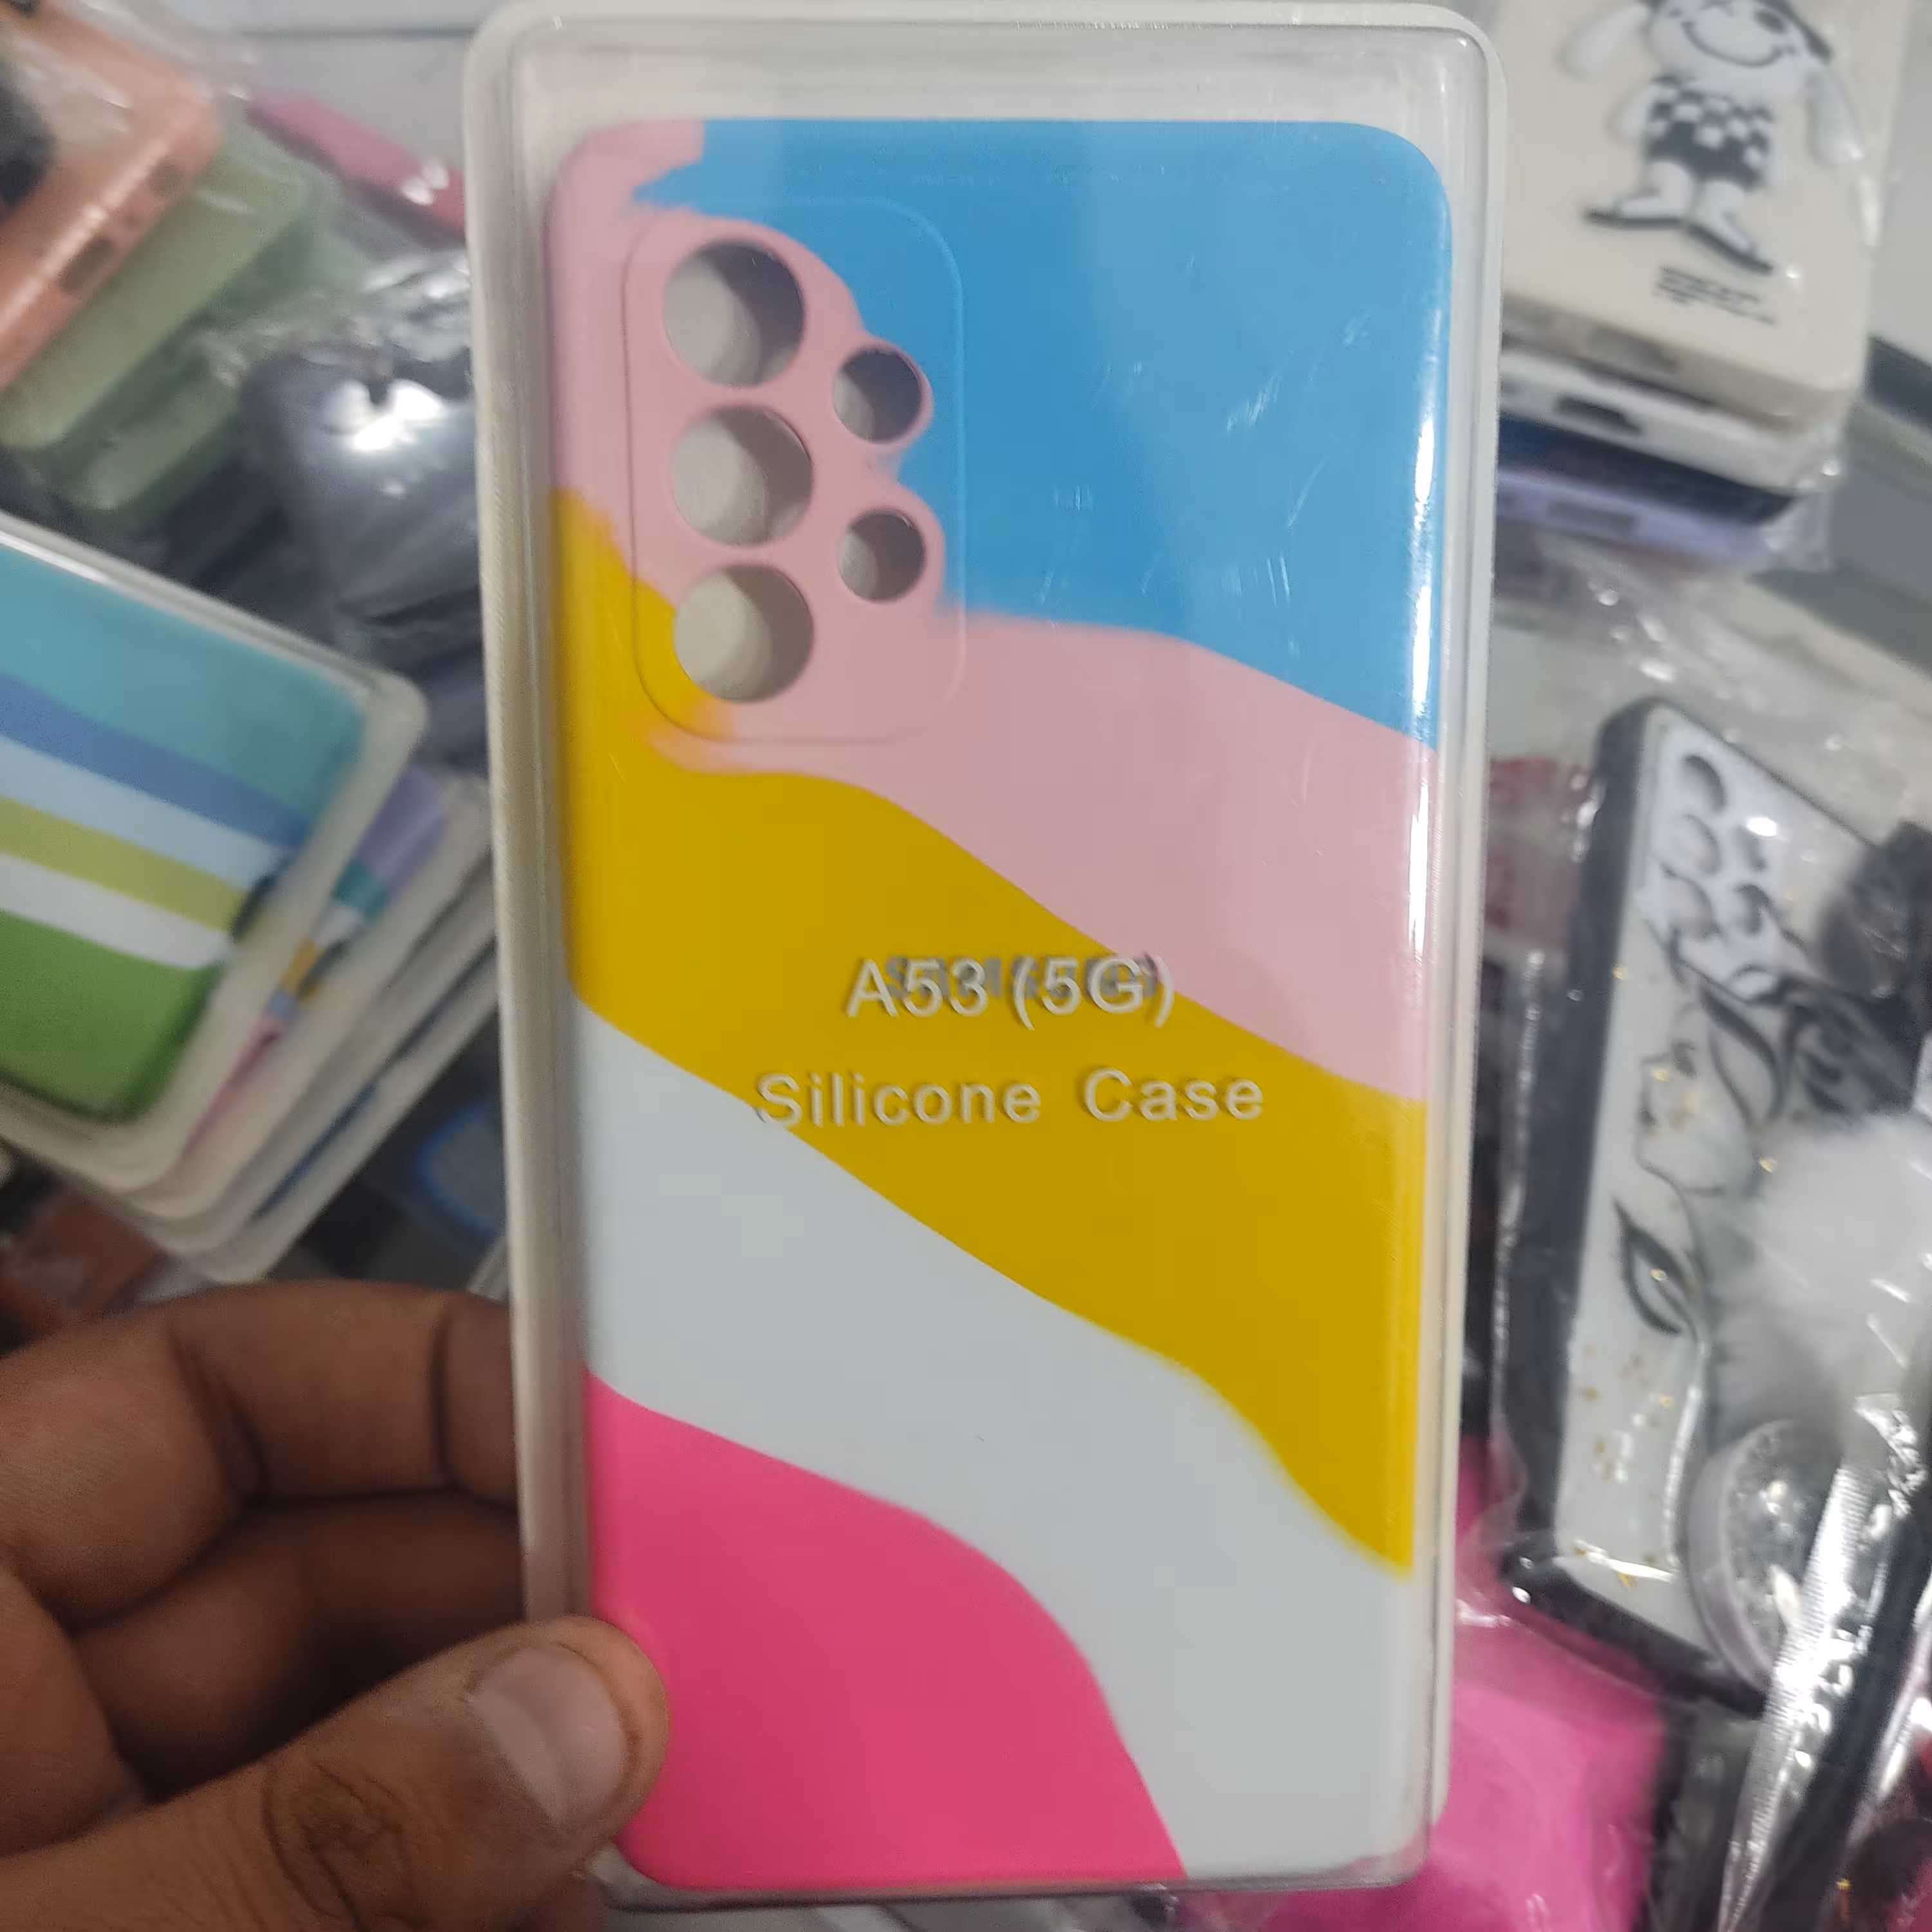 A53 (5G)
Silicone Case